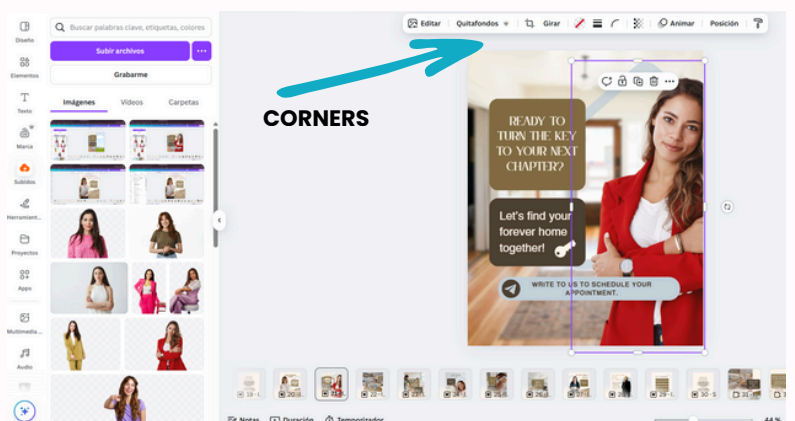 Editar
Quitafondos
Girar
Animar
Posición
Diseño
Elementos
Texto
Marca
Subidos
Herramient...
Proyectos
Apps
Multimedia...
Audio
Buscar palabras clave, etiquetas, colores
Subir archivos
Grabarme
Imágenes
Vídeos
Carpetas
CORNERS
READY TO
TURN THE KEY
TO YOUR NEXT
CHAPTER?
Let's find your
forever home
together!
WRITE TO US TO SCHEDULE YOUR
APPOINTMENT.
Notas
Duración
Temporizador
44 %